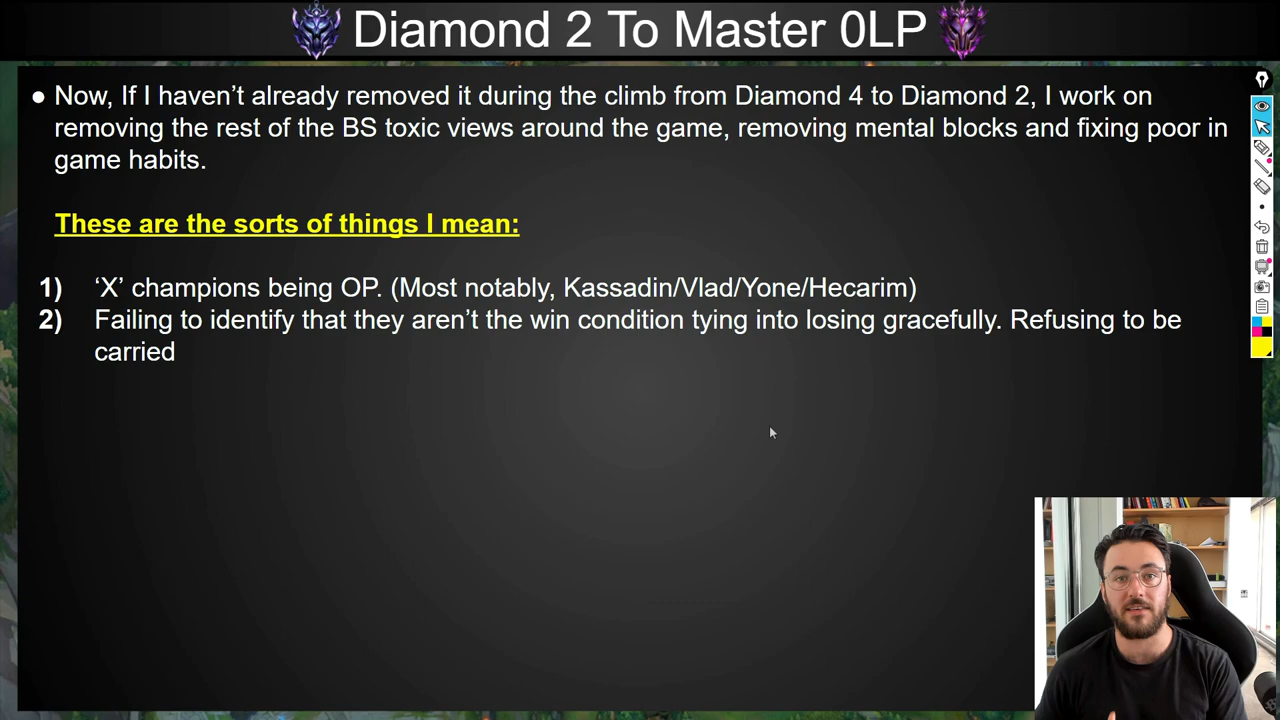 Diamond 2 To Master 0LP
● Now, If I haven’t already removed it during the climb from Diamond 4 to Diamond 2, I work on
removing the rest of the BS toxic views around the game, removing mental blocks and fixing poor in
game habits.
These are the sorts of things I mean:
1) ‘X’ champions being OP. (Most notably, Kassadin/Vlad/Yone/Hecarim)
2) Failing to identify that they aren’t the win condition tying into losing gracefully. Refusing to be
carried